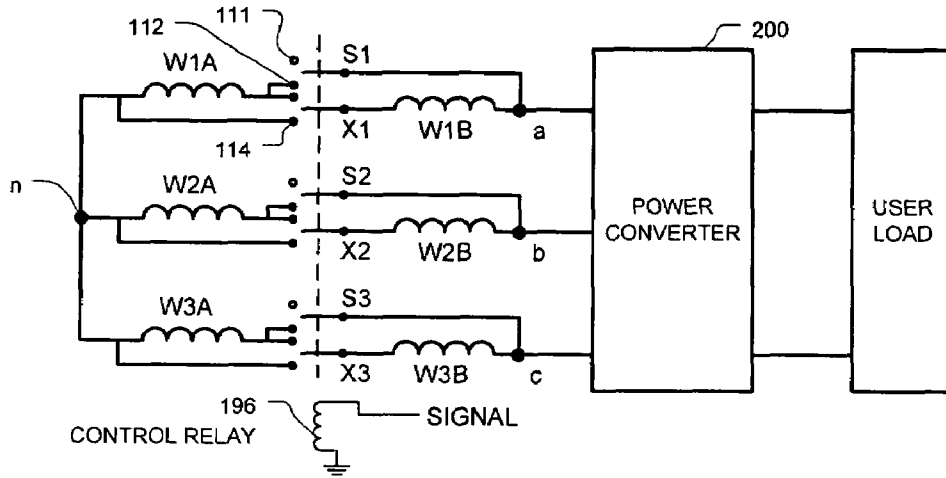 111
112
W1A
S1
200
X1
W1B
a
114
n
W2A
S2
X2
W2B
b
POWER
CONVERTER
USER
LOAD
W3A
S3
X3
W3B
c
196
SIGNAL
CONTROL RELAY